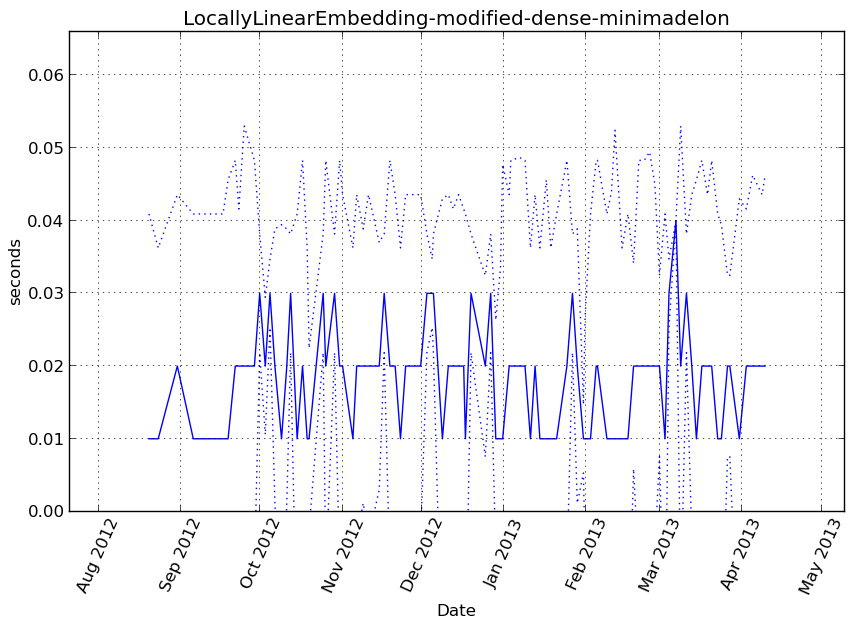 LocallyLinearEmbedding-modified-dense-minimadelon
0.06
0.05
0.04
0.03
0.02
0.01
0.00
seconds
Aug 2012
Sep 2012
Oct 2012
Nov 2012
Dec 2012
Jan 2013
Feb 2013
Mar 2013
Apr 2013
May 2013
Date